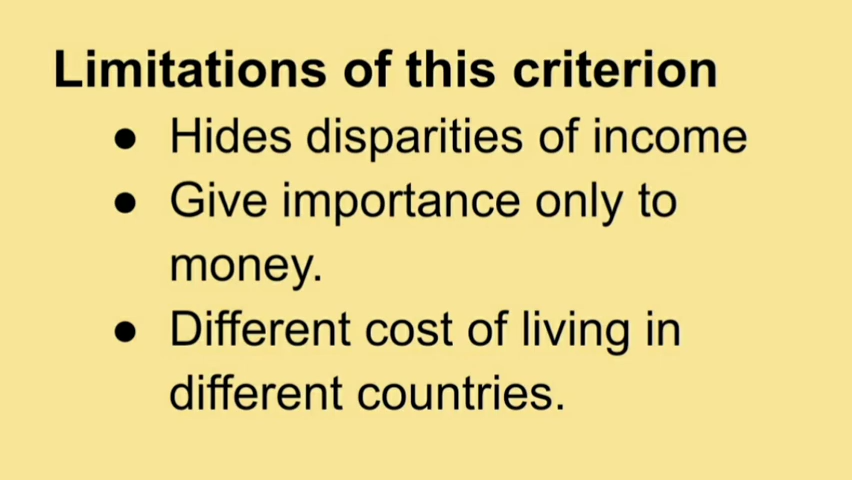 Limitations of this criterion
● Hides disparities of income
● Give importance only to
money.
● Different cost of living in
different countries.